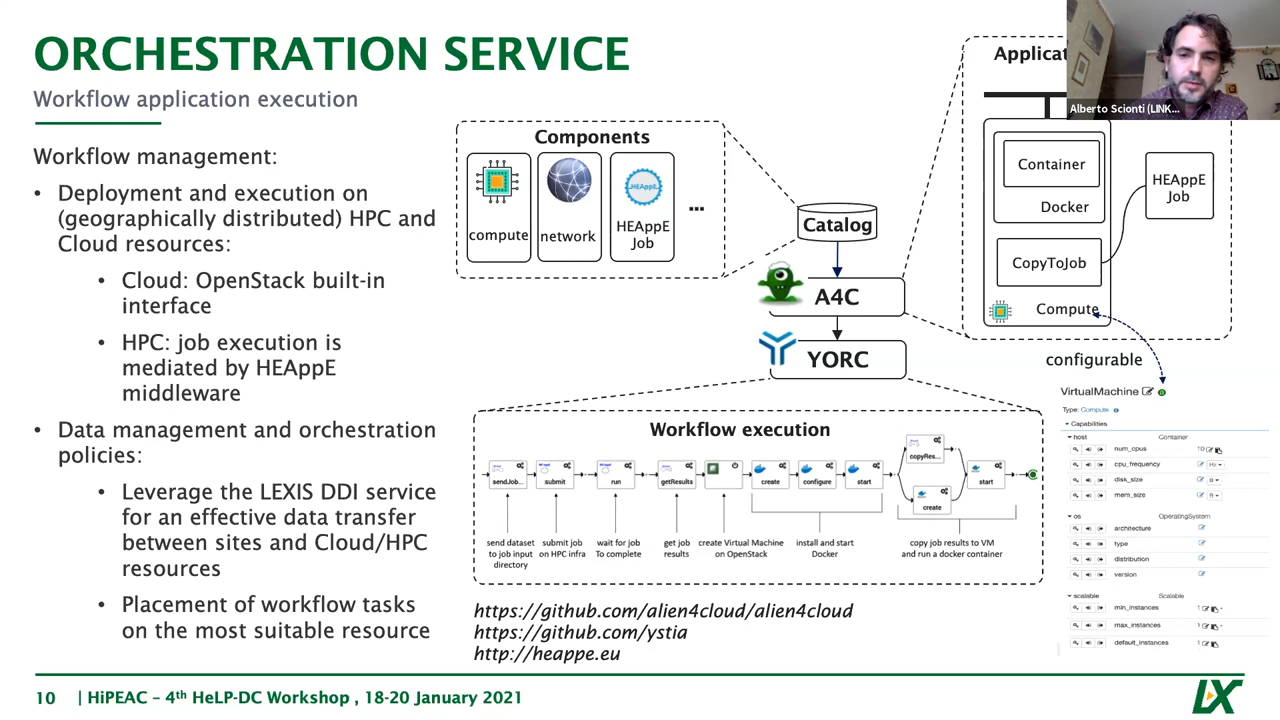 ORCHESTRATION SERVICE
Workflow application execution
Workflow management:
• Deployment and execution on
(geographically distributed) HPC and
Cloud resources:
• Cloud: OpenStack built-in
interface
• HPC: job execution is
mediated by HEAppE
middleware
• Data management and orchestration
policies:
• Leverage the LEXIS DDI service
for an effective data transfer
between sites and Cloud/HPC
resources
• Placement of workflow tasks
on the most suitable resource
Components
compute
network
HEAppE
HEAppE
Job
...
Catalog
A4C
YORC
Applicat
Alberto Scionti (LINK...
Container
Docker
CopyToJob
Compute
HEAppE
Job
configurable
VirtualMachine
Type: Compute
Capabilities
host Container
num_cpus 10
cpu_frequency Hz
disk_size B
mem_size B
os OperatingSystem
architecture
type
distribution
version
scalable Scalable
min_instances 1
max_instances 1
default_instances 1
Workflow execution
sendJob...
submit
run
getResults
create
configure
start
copyRes...
create
start
send dataset
to job input
directory
submit job
on HPC infra
wait for job
To complete
get job
results
create Virtual Machine
on OpenStack
install and start
Docker
copy job results to VM
and run a docker container
https://github.com/alien4cloud/alien4cloud
https://github.com/ystia
http://heappe.eu
10 | HiPEAC – 4th HeLP-DC Workshop , 18-20 January 2021
LX